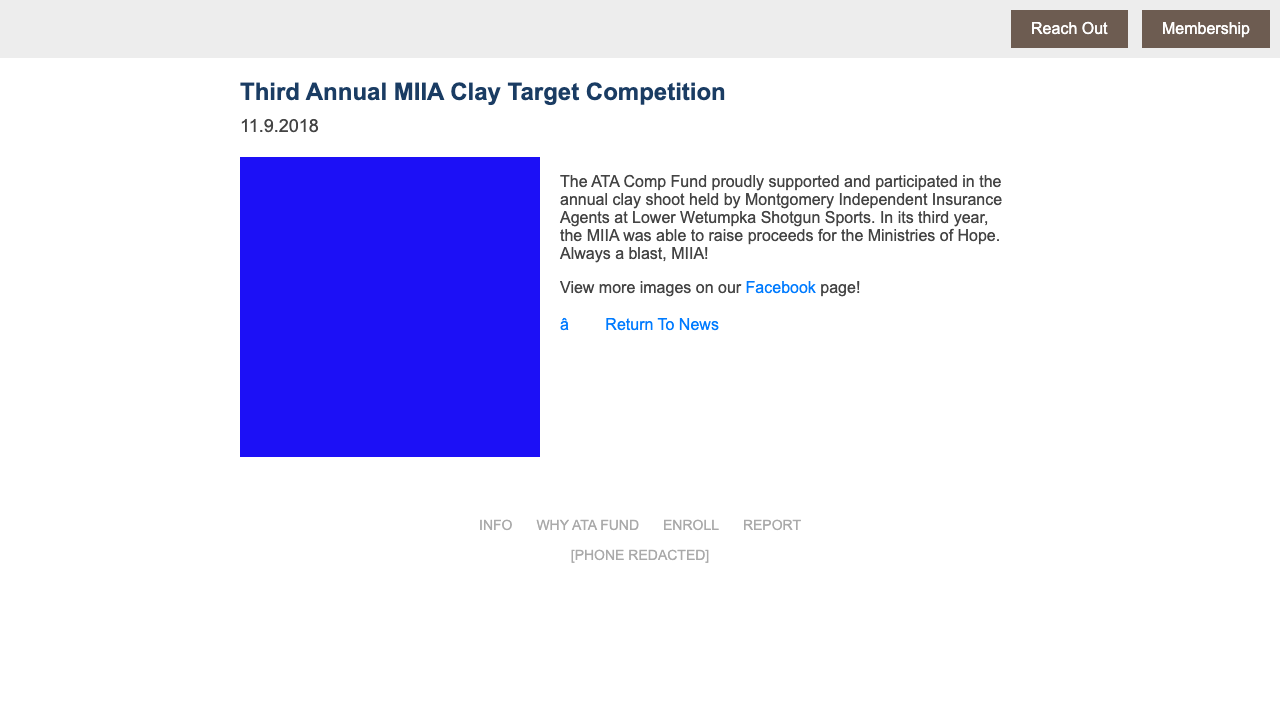 Reach Out Membership
Third Annual MIIA Clay Target Competition
11.9.2018
The ATA Comp Fund proudly supported and participated in the
annual clay shoot held by Montgomery Independent Insurance
Agents at Lower Wetumpka Shotgun Sports. In its third year,
the MIIA was able to raise proceeds for the Ministries of Hope.
Always a blast, MIIA!
View more images on our Facebook page!
â Return To News
INFO WHY ATA FUND ENROLL REPORT
[PHONE REDACTED]